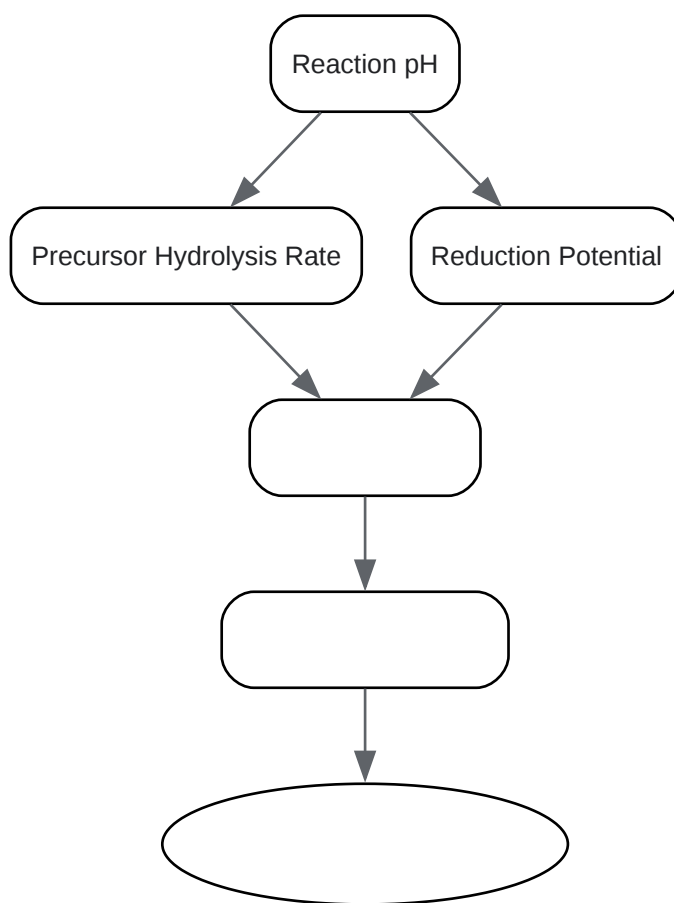 Reaction pH
Precursor Hydrolysis Rate
Reduction Potential